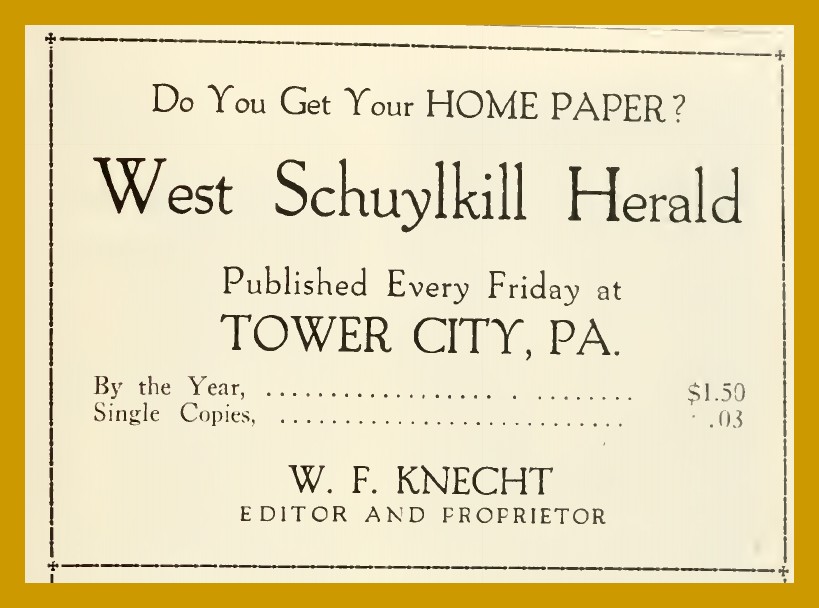 Do You Get Your HOME PAPER?
West Schuylkill Herald
Published Every Friday at
TOWER CITY, PA.
By the Year, .................. . ........ $1.50
Single Copies, ........................... .03
W. F. KNECHT
EDITOR AND PROPRIETOR